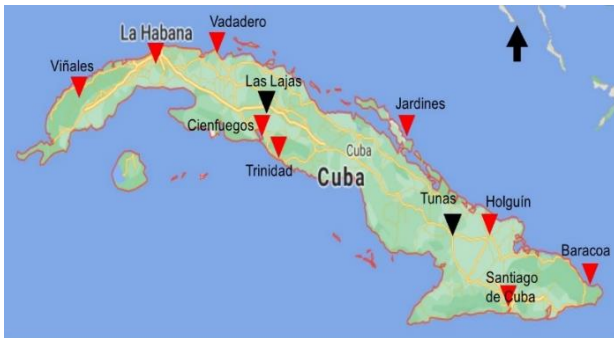 Vadadero
La Habana
Viñales
Las Lajas
Jardines
Cienfuegos
Cuba
Trinidad
Cuba
Tunas
Holguín
Baracoa
Santiago
de Cuba